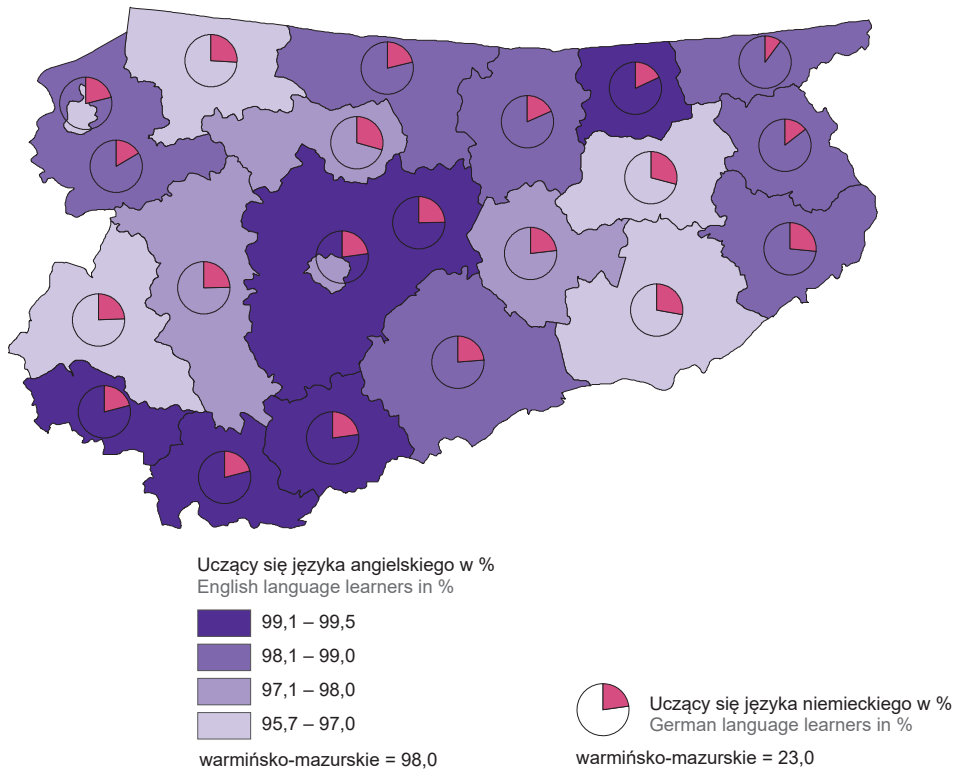 Uczący się języka angielskiego w %
English language learners in %
99,1 – 99,5
98,1 – 99,0
97,1 – 98,0
95,7 – 97,0
warmińsko-mazurskie = 98,0
Uczący się języka niemieckiego w %
German language learners in %
warmińsko-mazurskie = 23,0